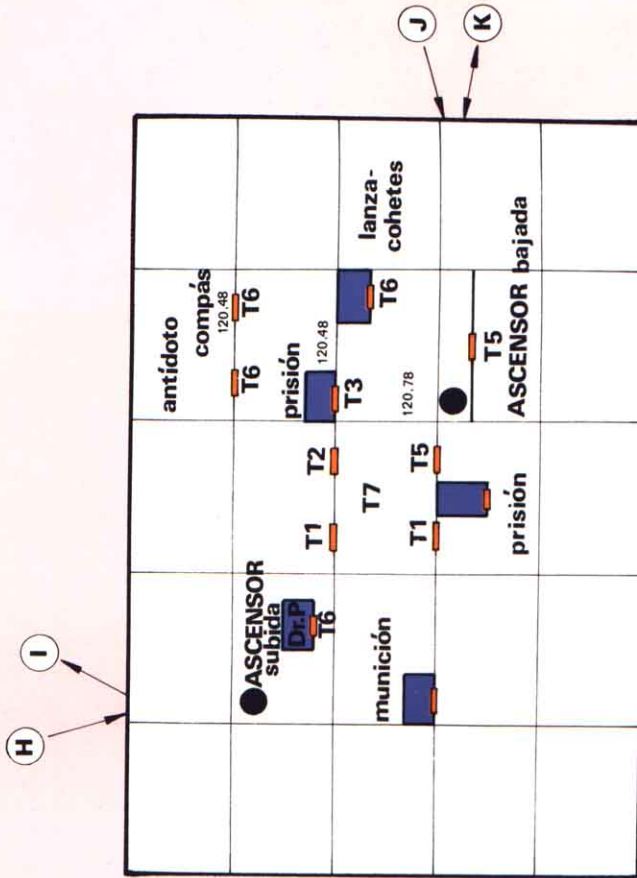 H
I
J
K
antídoto
compás
120.48
T6
T6
ASCENSOR
subida
Dr.P
T6
prisión
120.48
T3
lanza-
cohetes
T6
T1
T2
T7
120.78
munición
T1
T5
prisión
T5
ASCENSOR bajada